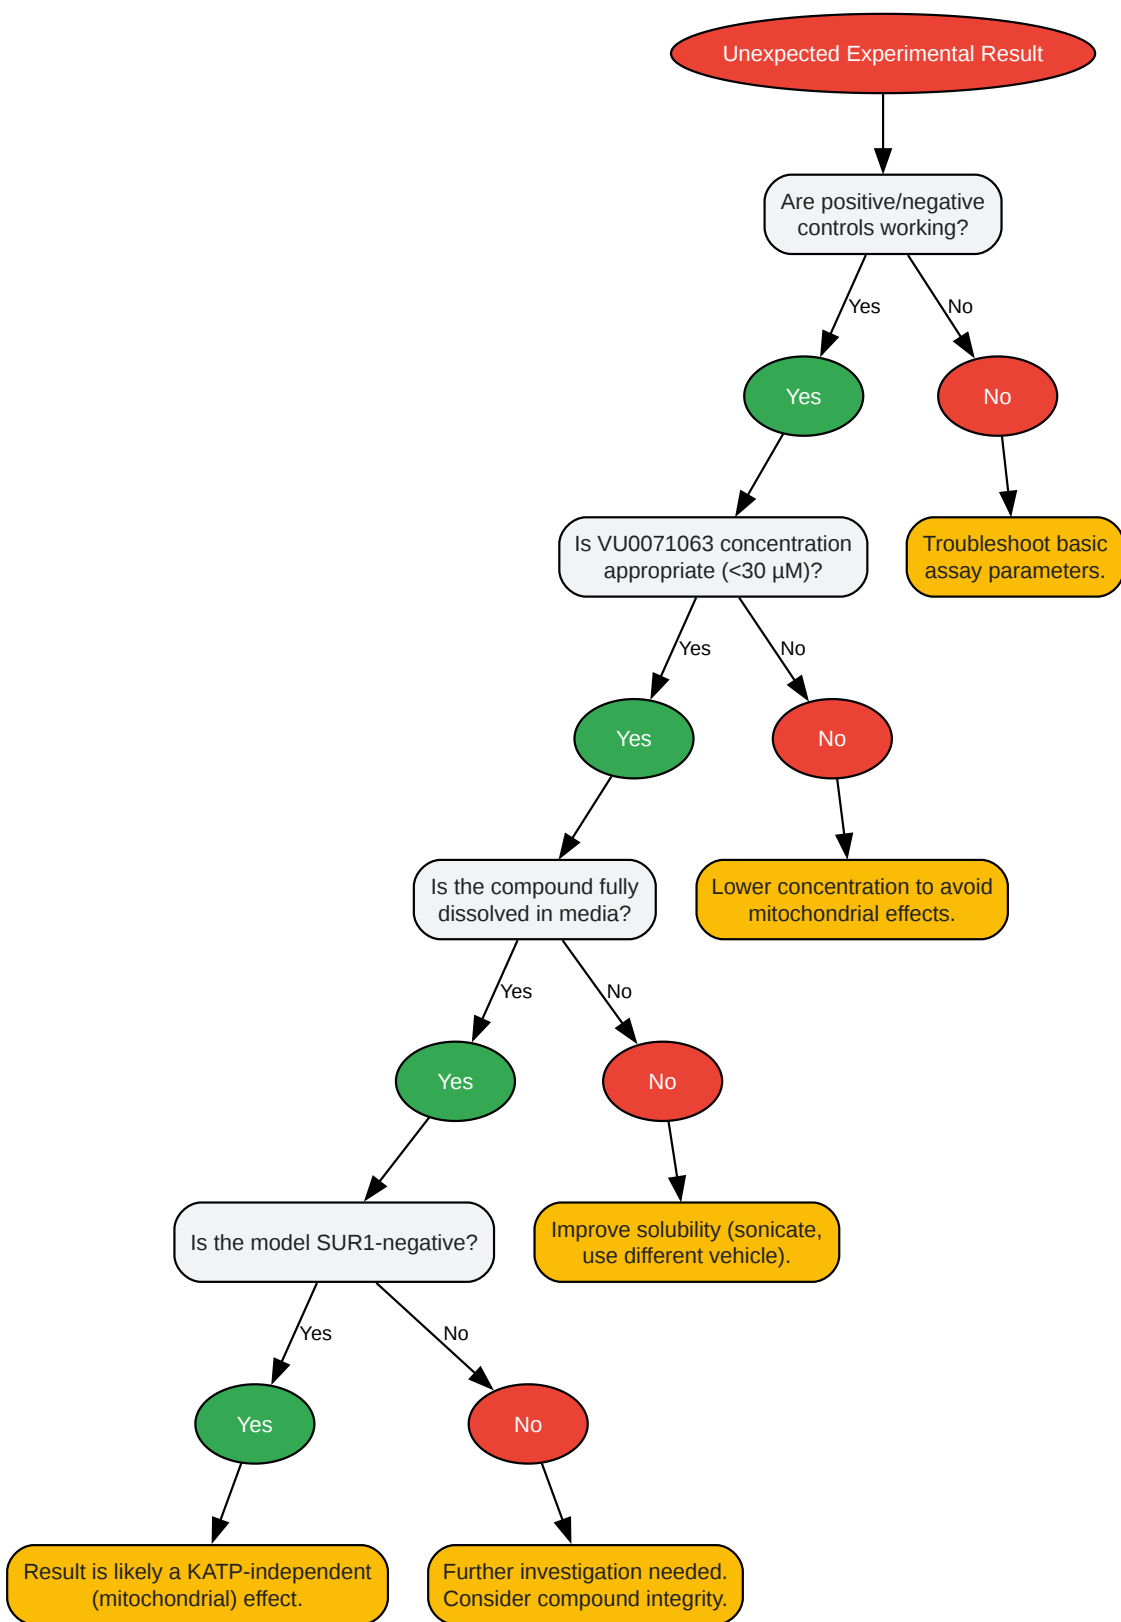 Unexpected Experimental Result
Are positive/negative
controls working?
Yes
No
Yes
No
Is VU0071063 concentration
appropriate (<30 µM)?
Troubleshoot basic
assay parameters.
Yes
No
Yes
No
Is the compound fully
dissolved in media?
Lower concentration to avoid
mitochondrial effects.
Yes
No
Yes
No
Is the model SUR1-negative?
Improve solubility (sonicate,
use different vehicle).
Yes
No
Yes
No
Result is likely a KATP-independent
(mitochondrial) effect.
Further investigation needed.
Consider compound integrity.